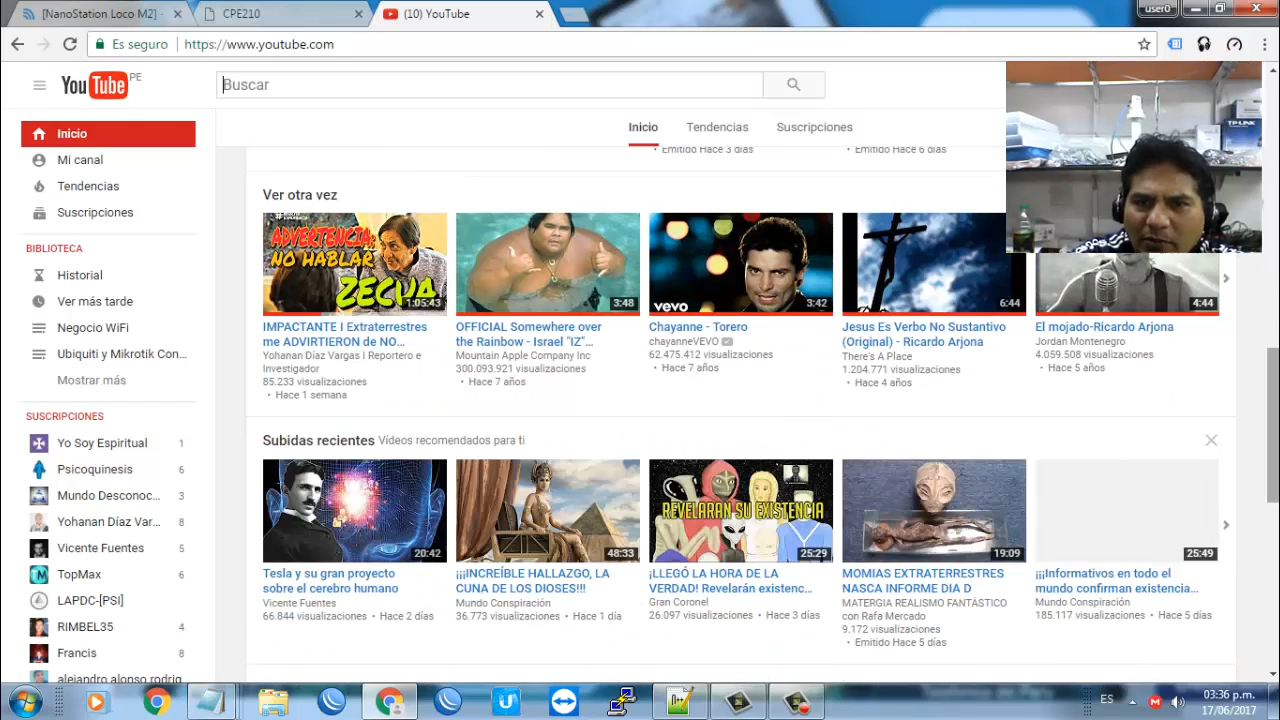 [NanoStation Loco M2] -
CPE210
(10) YouTube
user0
Es seguro
https://www.youtube.com
YouTube PE
Buscar
Inicio
Mi canal
Tendencias
Suscripciones
BIBLIOTECA
Historial
Ver más tarde
Negocio WiFi
Ubiquiti y Mikrotik Con...
Mostrar más
SUSCRIPCIONES
Yo Soy Espiritual 1
Psicoquinesis 6
Mundo Desconoc... 3
Yohanan Díaz Var... 8
Vicente Fuentes 5
TopMax 6
LAPDC-[PSI]
RIMBEL35 4
Francis 8
alejandro alonso rodrig
Inicio Tendencias Suscripciones
Emitido Hace 3 días
Emitido Hace 6 días
Ver otra vez
ADVERTENCIA:
NO HABLAR
ZECHA
1:05:43
IMPACTANTE I Extraterrestres
me ADVIRTIERON de NO...
Yohanan Díaz Vargas I Reportero e
Investigador
85.233 visualizaciones
• Hace 1 semana
3:48
OFFICIAL Somewhere over
the Rainbow - Israel "IZ"...
Mountain Apple Company Inc
300.093.921 visualizaciones
• Hace 7 años
vevo
3:42
Chayanne - Torero
chayanneVEVO
62.475.412 visualizaciones
• Hace 7 años
6:44
Jesus Es Verbo No Sustantivo
(Original) - Ricardo Arjona
There's A Place
1.204.771 visualizaciones
• Hace 4 años
4:44
El mojado-Ricardo Arjona
Jordan Montenegro
4.059.508 visualizaciones
• Hace 5 años
TP-LINK
Subidas recientes Vídeos recomendados para ti
20:42
Tesla y su gran proyecto
sobre el cerebro humano
Vicente Fuentes
66.844 visualizaciones • Hace 2 días
48:33
¡¡¡INCREÍBLE HALLAZGO, LA
CUNA DE LOS DIOSES!!!
Mundo Conspiración
36.773 visualizaciones • Hace 1 día
REVELARAN SU EXISTENCIA
25:29
¡LLEGÓ LA HORA DE LA
VERDAD! Revelarán existenc...
Gran Coronel
26.097 visualizaciones • Hace 3 días
19:09
MOMIAS EXTRATERRESTRES
NASCA INFORME DIA D
MATERGIA REALISMO FANTÁSTICO
con Rafa Mercado
9.172 visualizaciones
• Emitido Hace 5 días
25:49
¡¡¡Informativos en todo el
mundo confirman existencia...
Mundo Conspiración
185.117 visualizaciones • Hace 5 días
ES
03:36 p.m.
17/06/2017